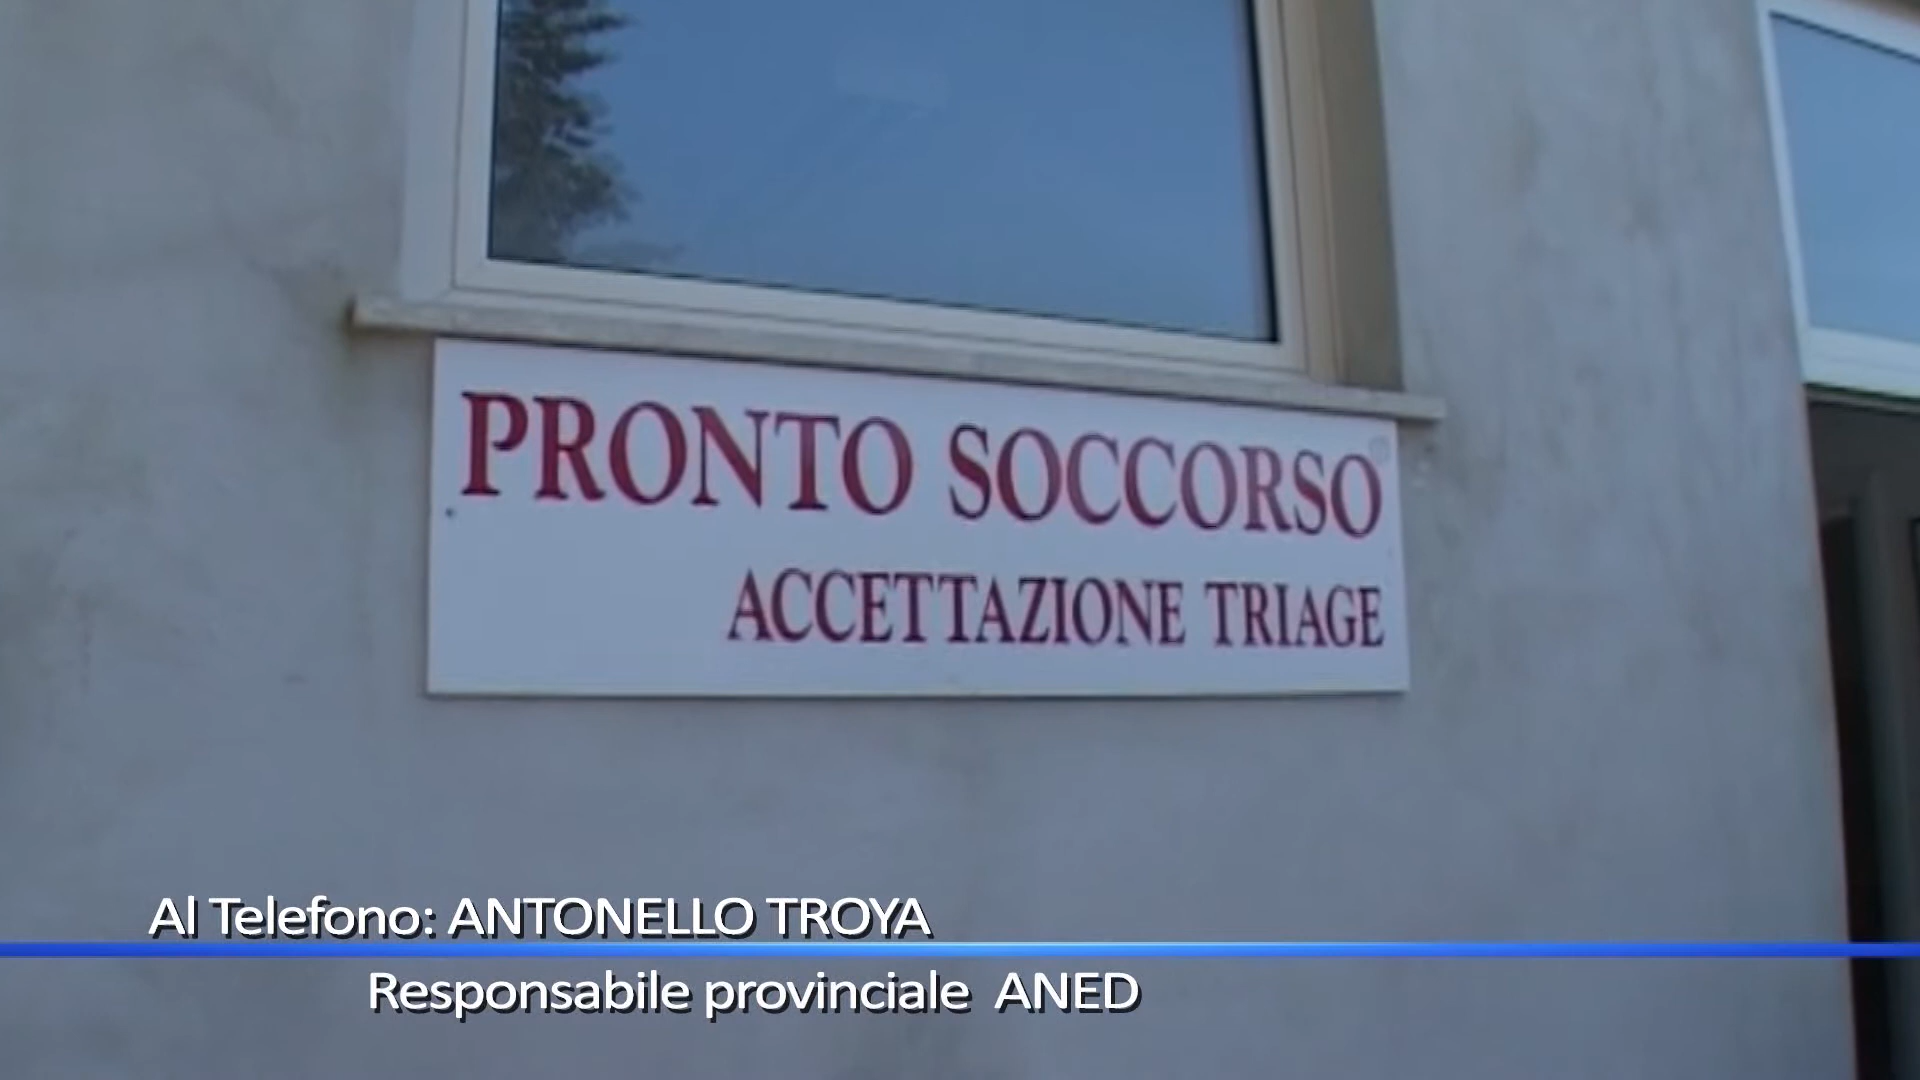 PRONTO SOCCORSO
ACCETTAZIONE TRIAGE
Al Telefono: ANTONELLO TROYA
Responsabile provinciale ANED